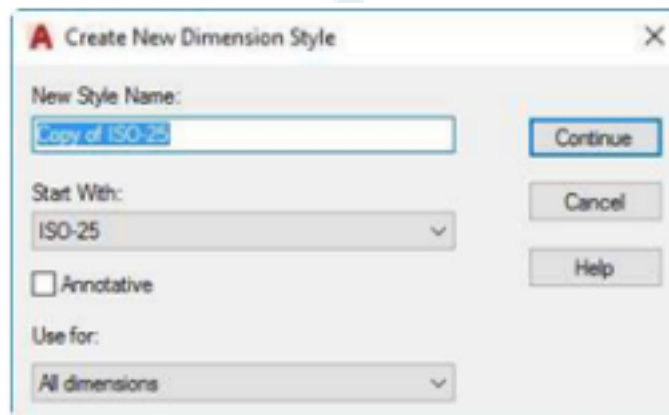 Create New Dimension Style
New Style Name:
Copy of ISO-25
Continue
Start With:
ISO-25
Cancel
Annotative
Help
Use for:
All dimensions